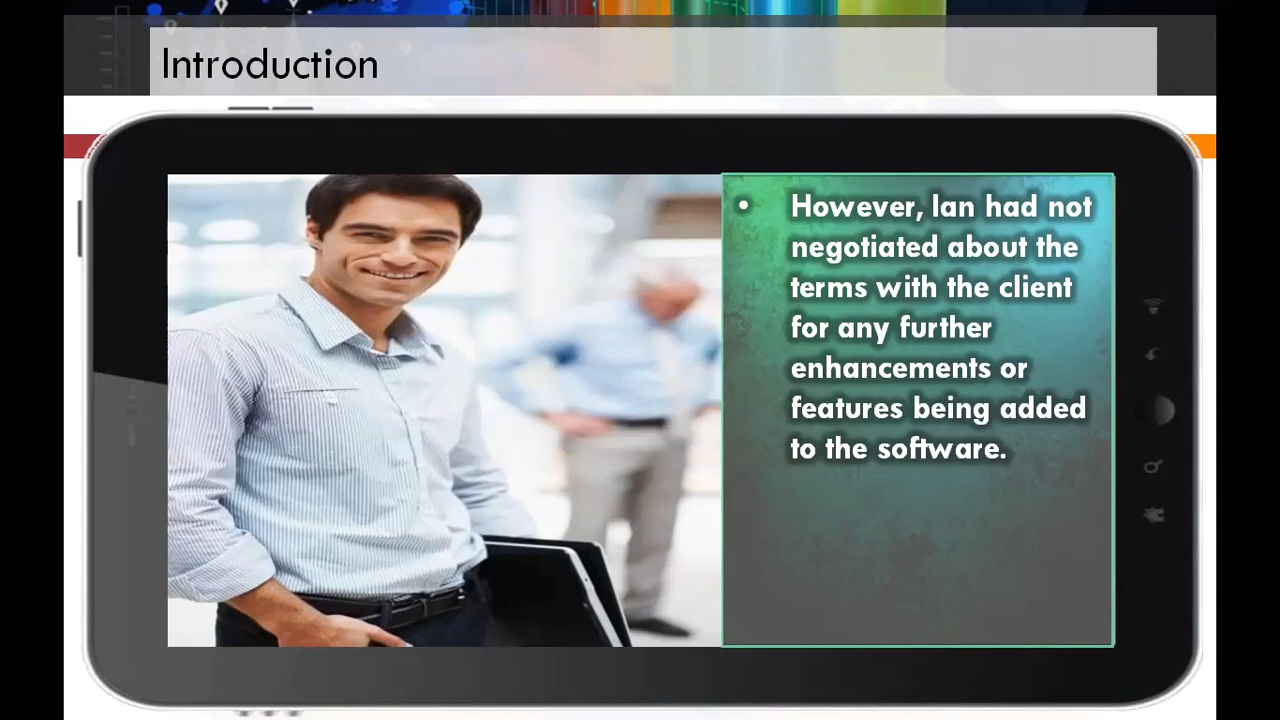 Introduction
• However, Ian had not
negotiated about the
terms with the client
for any further
enhancements or
features being added
to the software.